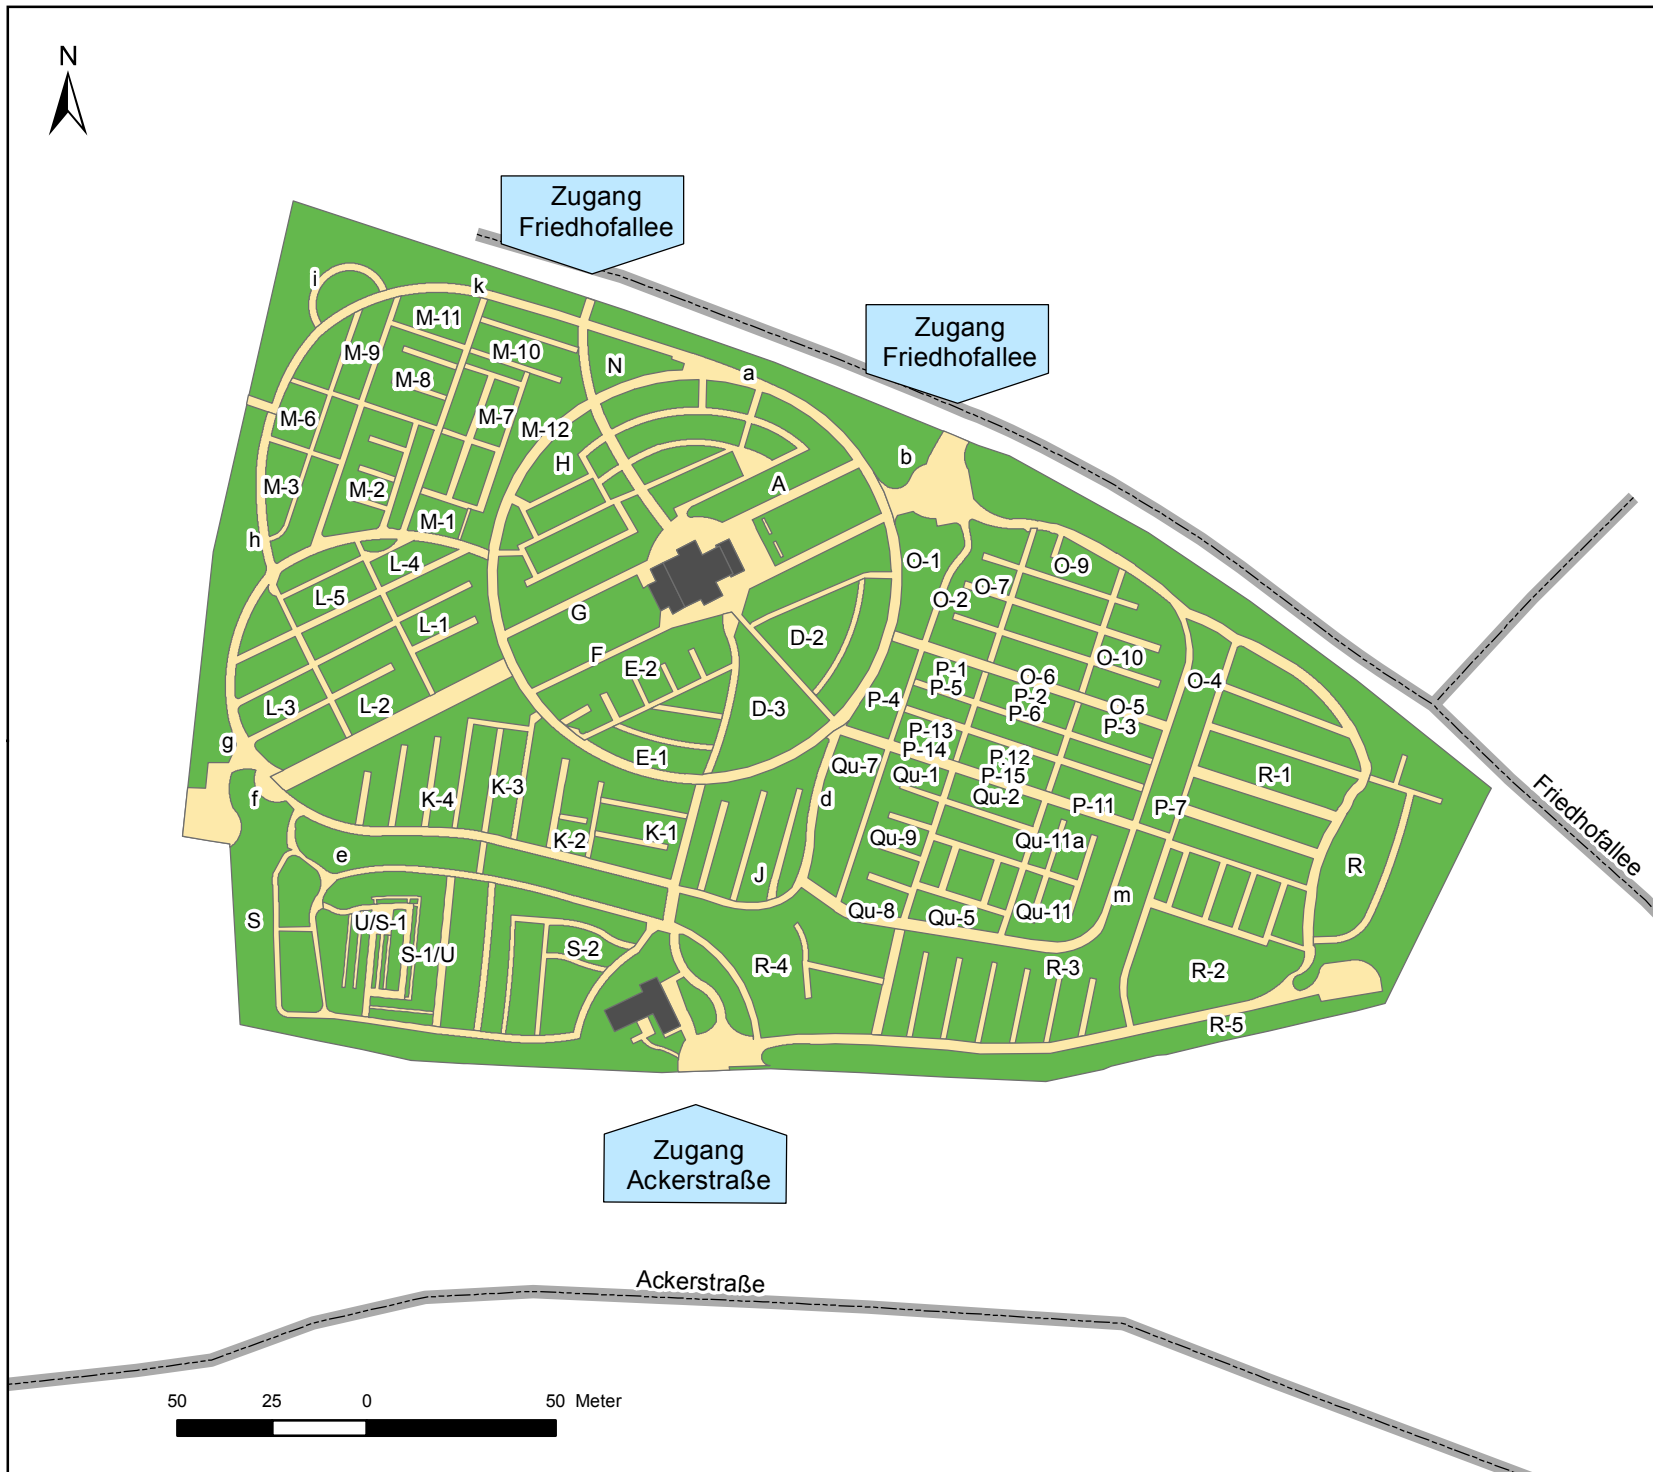 N
Zugang
Friedhofallee
Zugang
Friedhofallee
i
k
M-11
M-9
M-10
N
a
M-8
M-6
M-7
M-12
H
b
M-3
M-2
A
M-1
h
L-4
O-1
O-9
L-5
O-7
O-2
G
L-1
D-2
F
E-2
O-10
P-1
O-6
O-4
P-5
P-2
P-4
L-3
L-2
D-3
P-6
O-5
P-3
P-13
g
P-14
E-1
P-12
Qu-7
Qu-1
P-15
R-1
K-3
Qu-2
f
K-4
d
P-11
P-7
Friedhofallee
K-2
K-1
Qu-9
Qu-11a
e
J
R
m
S
U/S-1
Qu-8
Qu-5
Qu-11
S-1/U
S-2
R-4
R-3
R-2
R-5
Zugang
Ackerstraße
Ackerstraße
50 25 0 50 Meter